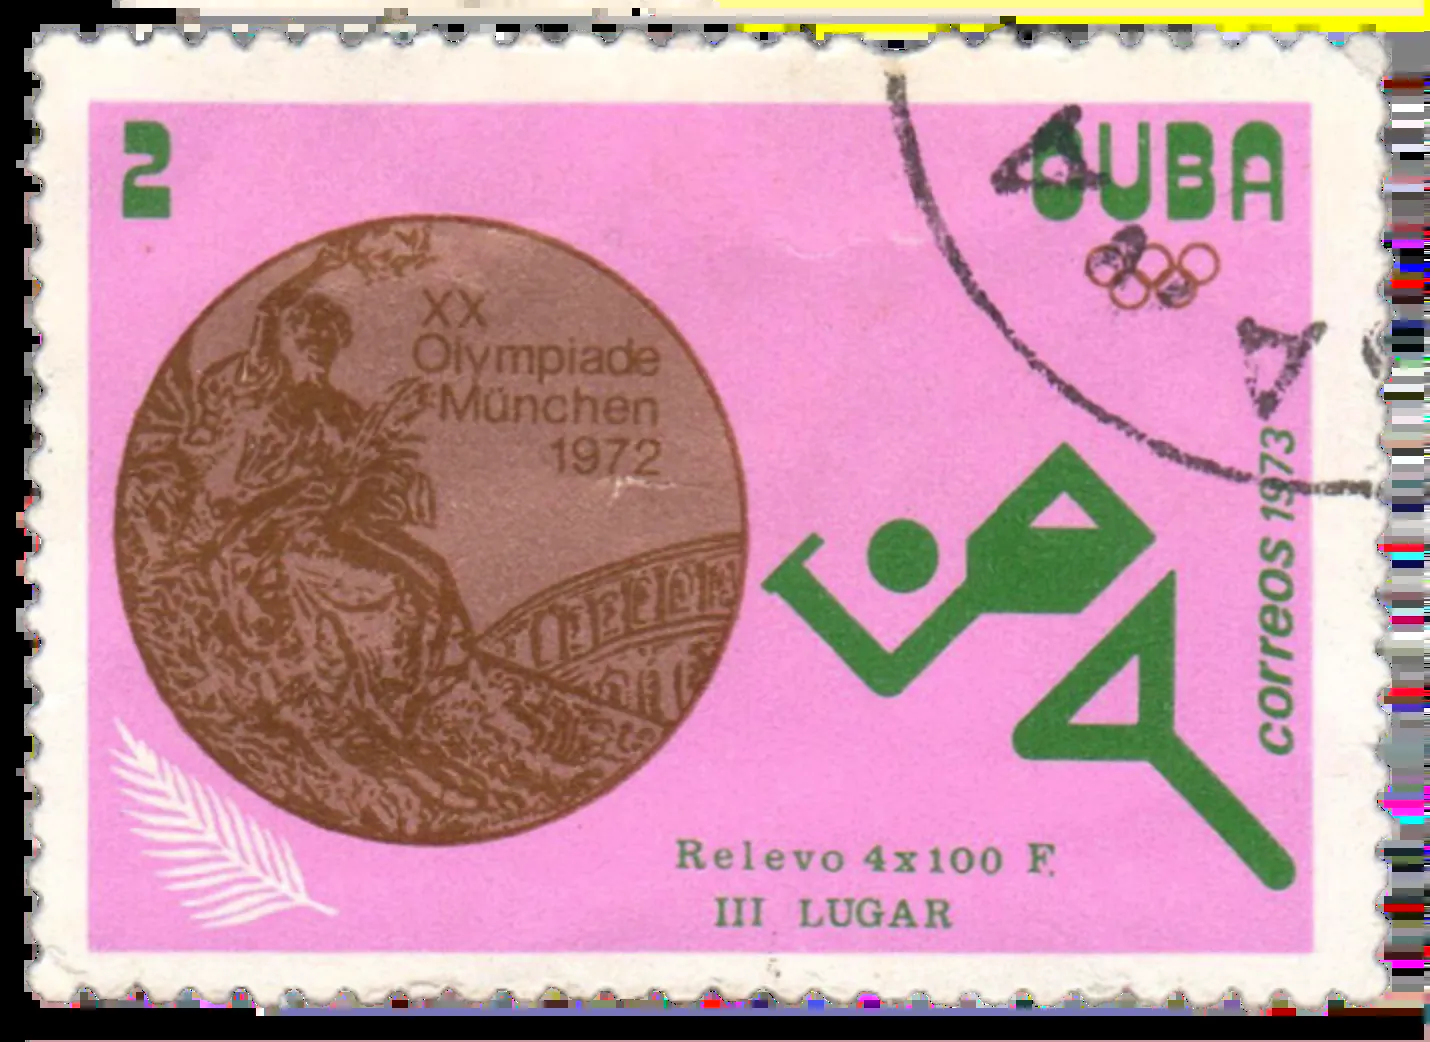 2
CUBA
XX
Olympiade
München
1972
correos 1973
Relevo 4x100 F.
III LUGAR